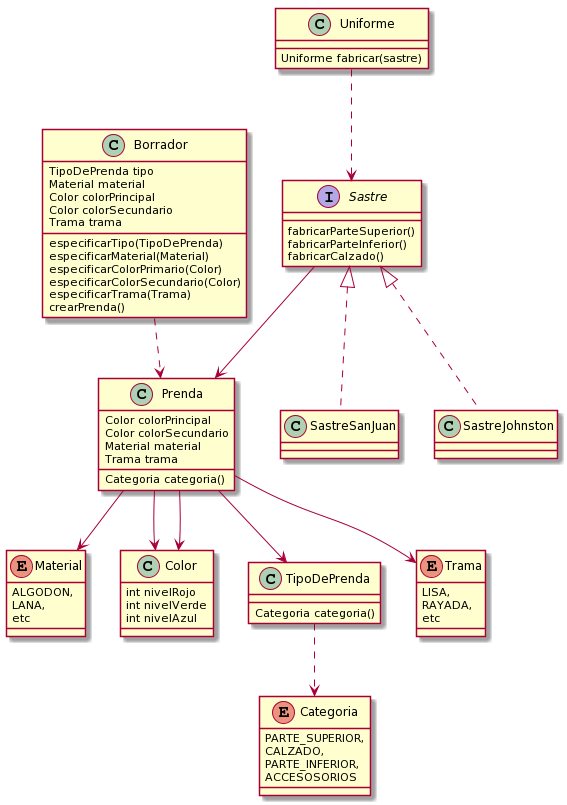 C Uniforme
Uniforme fabricar(sastre)
C Borrador
TipoDePrenda tipo
Material material
Color colorPrincipal
Color colorSecundario
Trama trama
especificarTipo(TipoDePrenda)
especificarMaterial(Material)
especificarColorPrimario(Color)
especificarColorSecundario(Color)
especificarTrama(Trama)
crearPrenda()
I Sastre
fabricarParteSuperior()
fabricarParteInferior()
fabricarCalzado()
C Prenda
Color colorPrincipal
Color colorSecundario
Material material
Trama trama
Categoria categoria()
C SastreSanJuan
C SastreJohnston
E Material
ALGODON,
LANA,
etc
C Color
int nivelRojo
int nivelVerde
int nivelAzul
C TipoDePrenda
Categoria categoria()
E Trama
LISA,
RAYADA,
etc
E Categoria
PARTE_SUPERIOR,
CALZADO,
PARTE_INFERIOR,
ACCESOSORIOS